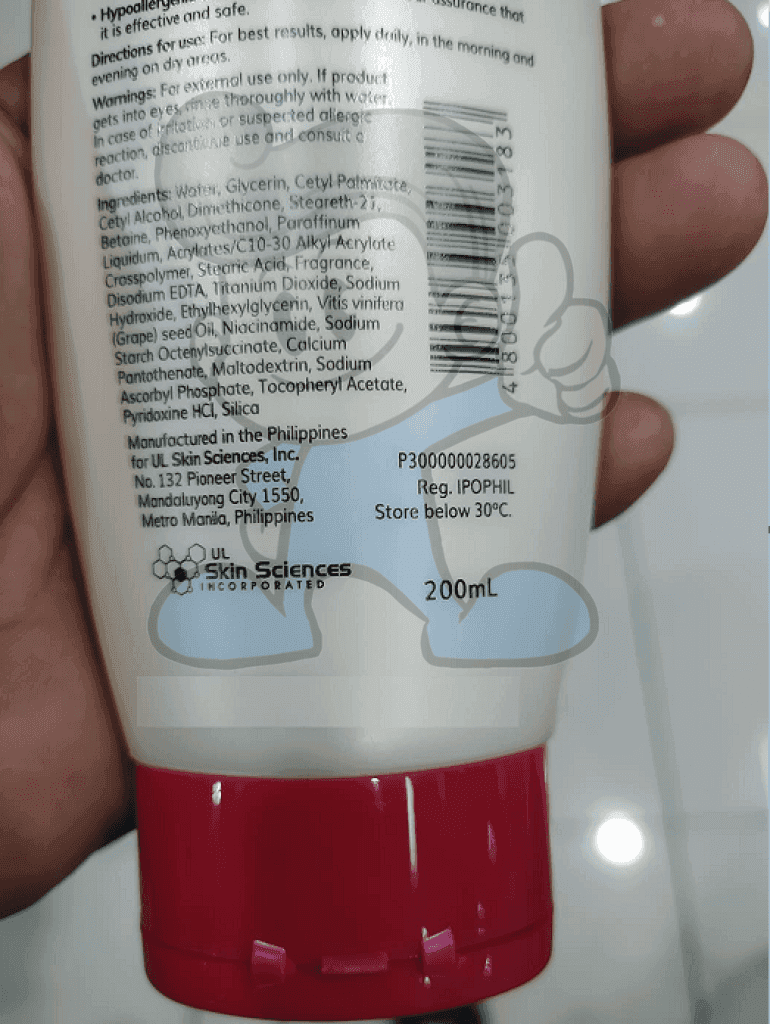 • Hypoallergenic assurance that
it is effective and safe.
Directions for use: For best results, apply daily, in the morning and
evening on dry areas.
Warnings: For external use only. If product
gets into eyes, rinse thoroughly with water.
In case of irritation or suspected allergic
reaction, discontinue use and consult a
doctor.
Ingredients: Water, Glycerin, Cetyl Palmitate,
Cetyl Alcohol, Dimethicone, Steareth-21,
Betaine, Phenoxyethanol, Paraffinum
Liquidum, Acrylates/C10-30 Alkyl Acrylate
Crosspolymer, Stearic Acid, Fragrance,
Disodium EDTA, Titanium Dioxide, Sodium
Hydroxide, Ethylhexylglycerin, Vitis vinifera
(Grape) seed Oil, Niacinamide, Sodium
Starch Octenylsuccinate, Calcium
Pantothenate, Maltodextrin, Sodium
Ascorbyl Phosphate, Tocopheryl Acetate,
Pyridoxine HCl, Silica
Manufactured in the Philippines
for UL Skin Sciences, Inc.
No. 132 Pioneer Street,
Mandaluyong City 1550,
Metro Manila, Philippines
P300000028605
Reg. IPOPHIL
Store below 30°C.
UL
Skin Sciences
INCORPORATED
200mL